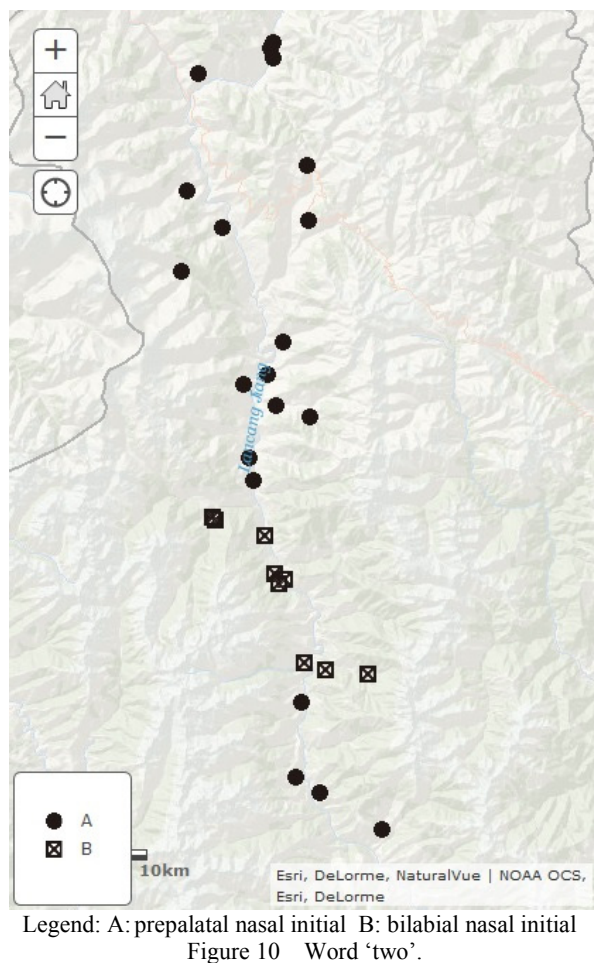 +
−
Lancang Jiang
A
B
10km
Esri, DeLorme, NaturalVue | NOAA OCS,
Esri, DeLorme
Legend: A: prepalatal nasal initial B: bilabial nasal initial
Figure 10 Word ‘two’.